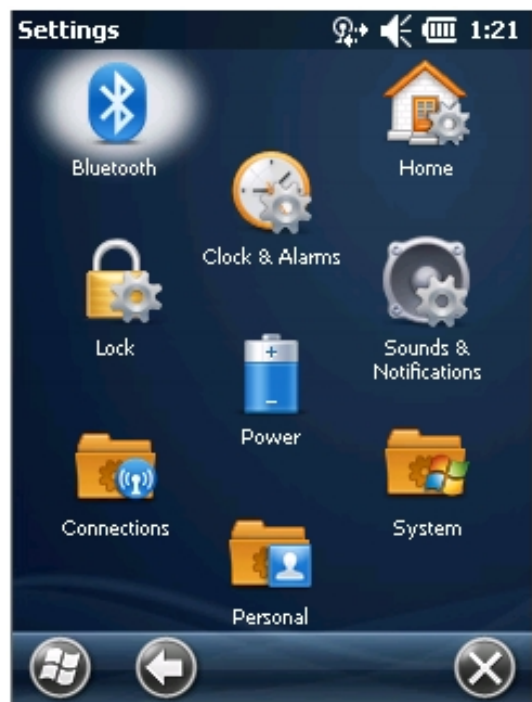 Settings 1:21
Bluetooth
Home
Clock & Alarms
Lock
Sounds &
Notifications
Power
Connections
System
Personal